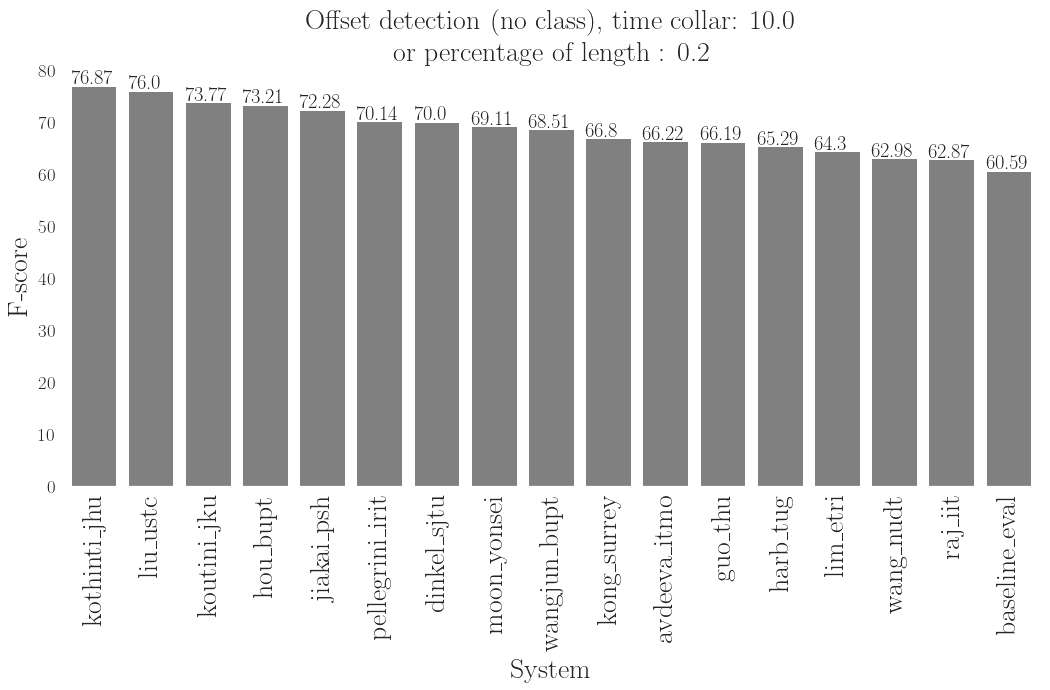 Offset detection (no class), time collar: 10.0
or percentage of length : 0.2
F-score
80
70
60
50
40
30
20
10
0
76.87
76.0
73.77
73.21
72.28
70.14
70.0
69.11
68.51
66.8
66.22
66.19
65.29
64.3
62.98
62.87
60.59
kothinti_jhu
liu_ustc
koutini_jku
hou_bupt
jiakai_psh
pellegrini_irit
dinkel_sjtu
moon_yonsei
wangjun_bupt
kong_surrey
avdeeva_itmo
guo_thu
harb_tug
lim_etri
wang_nudt
raj_iit
baseline_eval
System